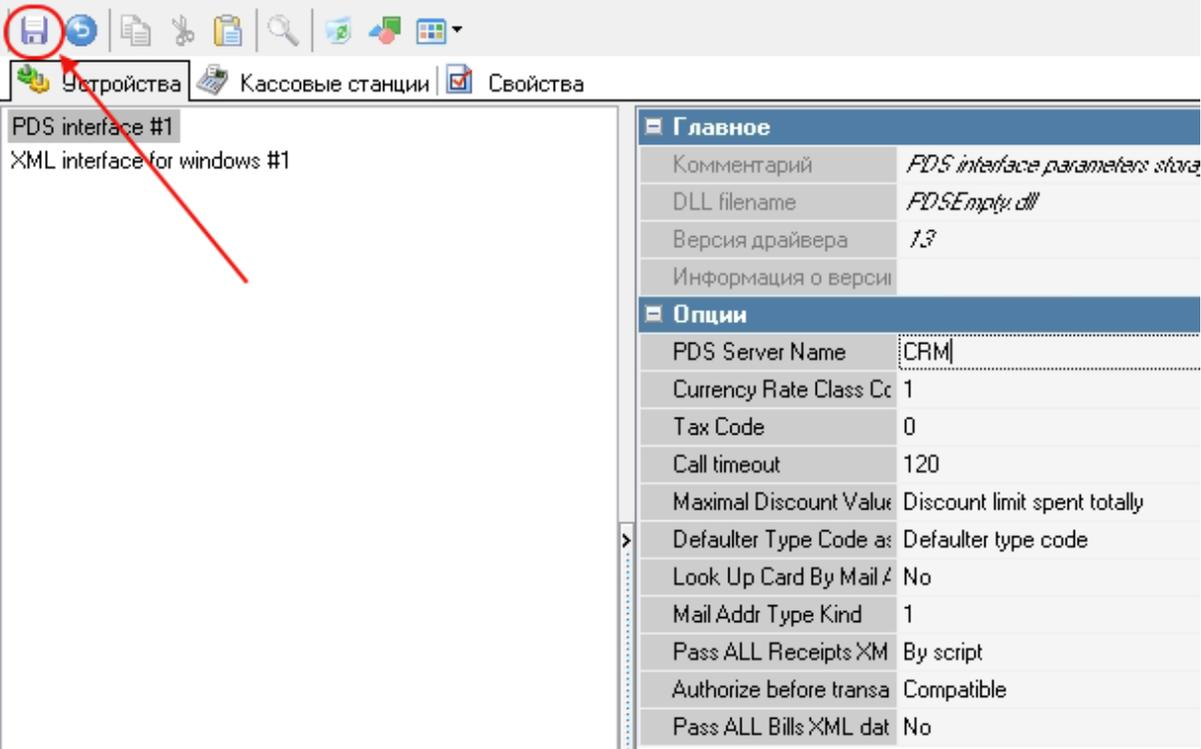 Устройства Кассовые станции Свойства
PDS interface #1
XML interface for windows #1
Главное
Комментарий PDS interface parameters stora
DLL filename PDSEmpty.dll
Версия драйвера 13
Информация о верси
Опции
PDS Server Name CRM
Currency Rate Class Cc 1
Tax Code 0
Call timeout 120
Maximal Discount Value Discount limit spent totally
Defaulter Type Code as Defaulter type code
Look Up Card By Mail A No
Mail Addr Type Kind 1
Pass ALL Receipts XM By script
Authorize before transa Compatible
Pass ALL Bills XML dat No